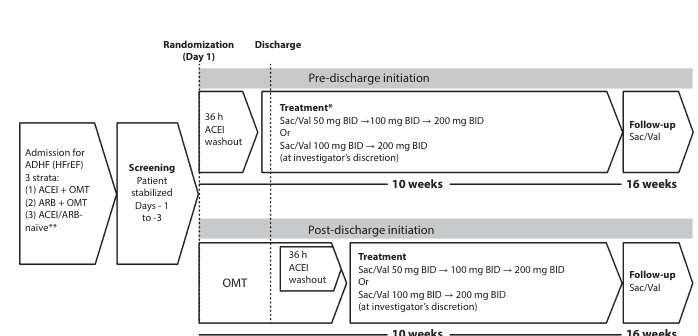 Randomization
(Day 1)
Discharge
Pre-discharge initiation
36 h
ACEI
washout
Treatment*
Sac/Val 50 mg BID →100 mg BID → 200 mg BID
Or
Sac/Val 100 mg BID → 200 mg BID
(at investigator's discretion)
Follow-up
Sac/Val
10 weeks
16 weeks
Admission for
ADHF (HFrEF)
3 strata:
(1) ACEI + OMT
(2) ARB + OMT
(3) ACEI/ARB-
naïve**
Screening
Patient
stabilized
Days - 1
to -3
Post-discharge initiation
OMT
36 h
ACEI
washout
Treatment
Sac/Val 50 mg BID → 100 mg BID → 200 mg BID
Or
Sac/Val 100 mg BID → 200 mg BID
(at investigator's discretion)
Follow-up
Sac/Val
10 weeks
16 weeks